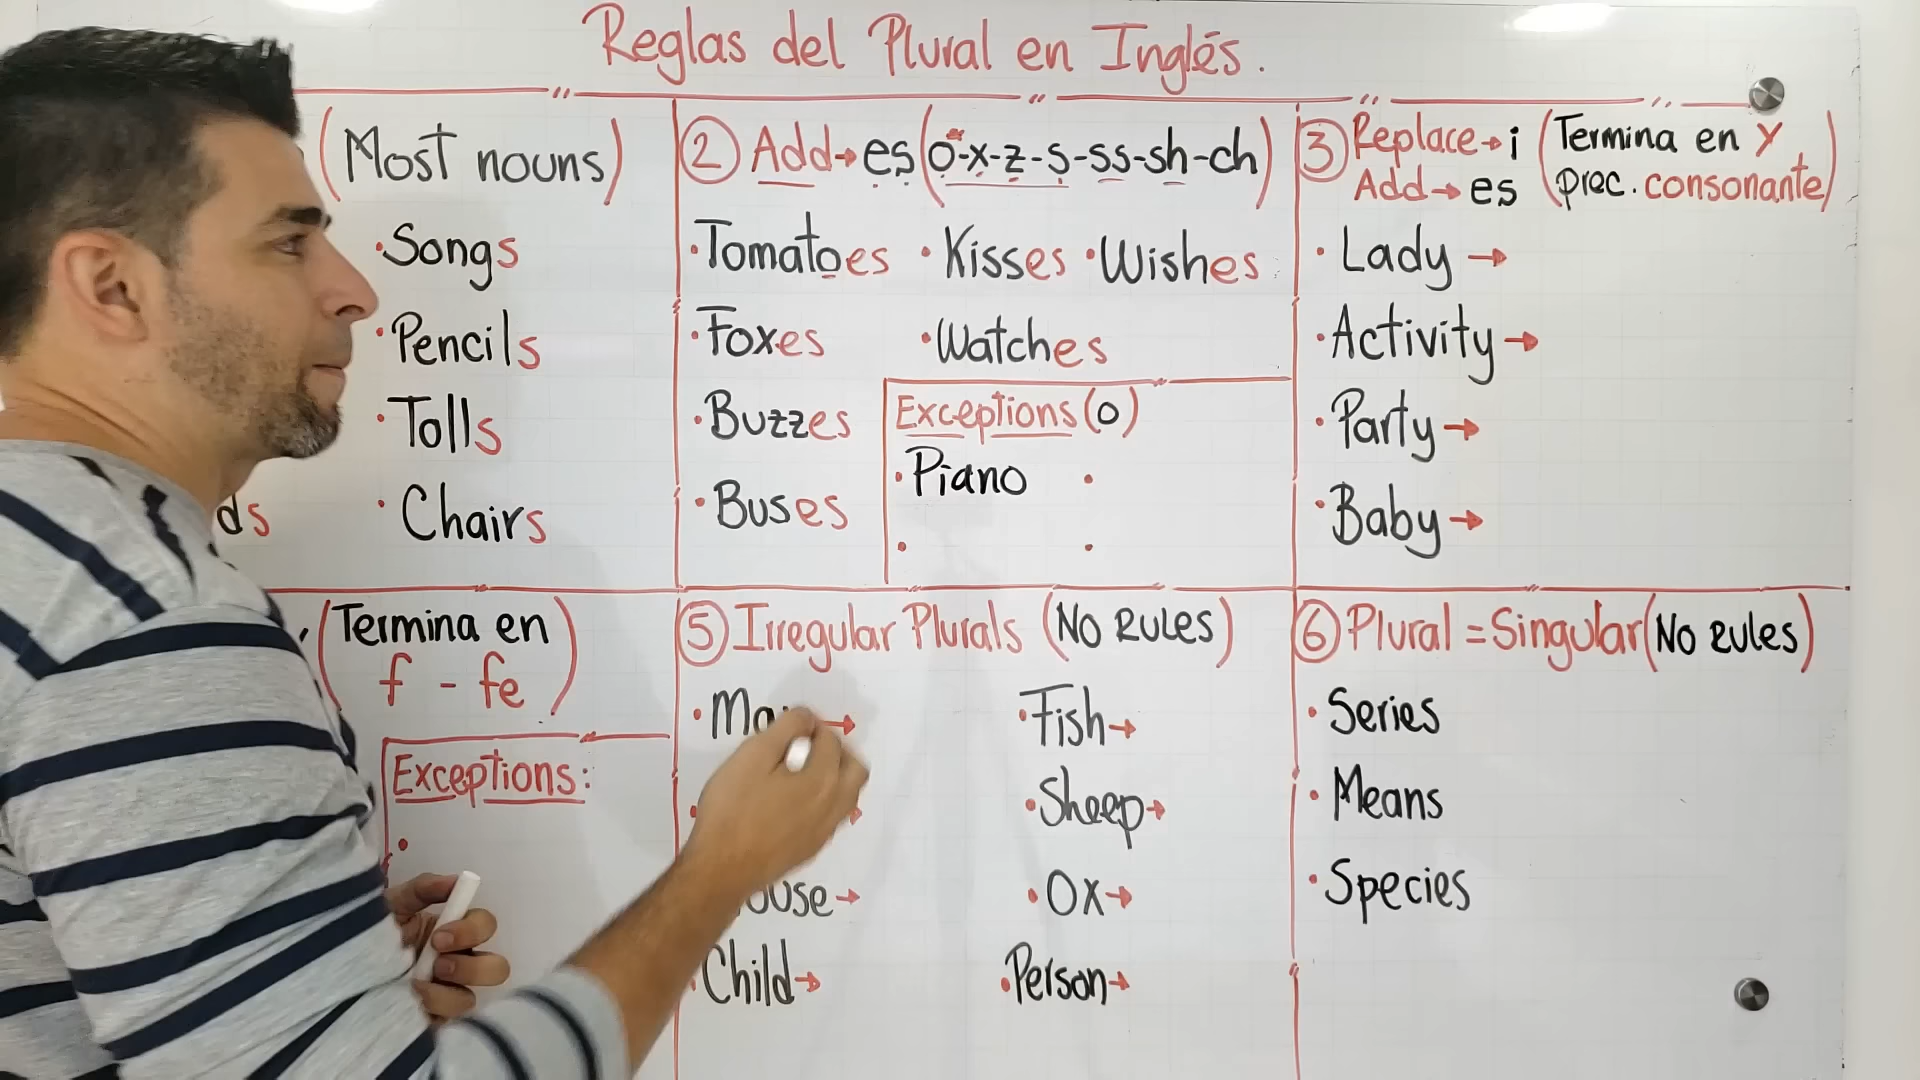 Reglas del Plural en Inglés.
(Most nouns)
•Songs
•Pencils
•Tolls
•Chairs
② Add→es(o-x-z-s-ss-sh-ch)
•Tomatoes •Kisses •Wishes
•Foxes •Watches
•Buzzes
•Buses
Exceptions(o)
•Piano
③ Replace→i (Termina en y
Add→es prec. consonante)
•Lady→
•Activity→
•Party→
•Baby→
(Termina en
f - fe)
Exceptions:
⑤ Irregular Plurals (No Rules)
•Fish→
•Sheep→
•Ox→
•Child→ •Person→
⑥ Plural = Singular(No Rules)
•Series
•Means
•Species